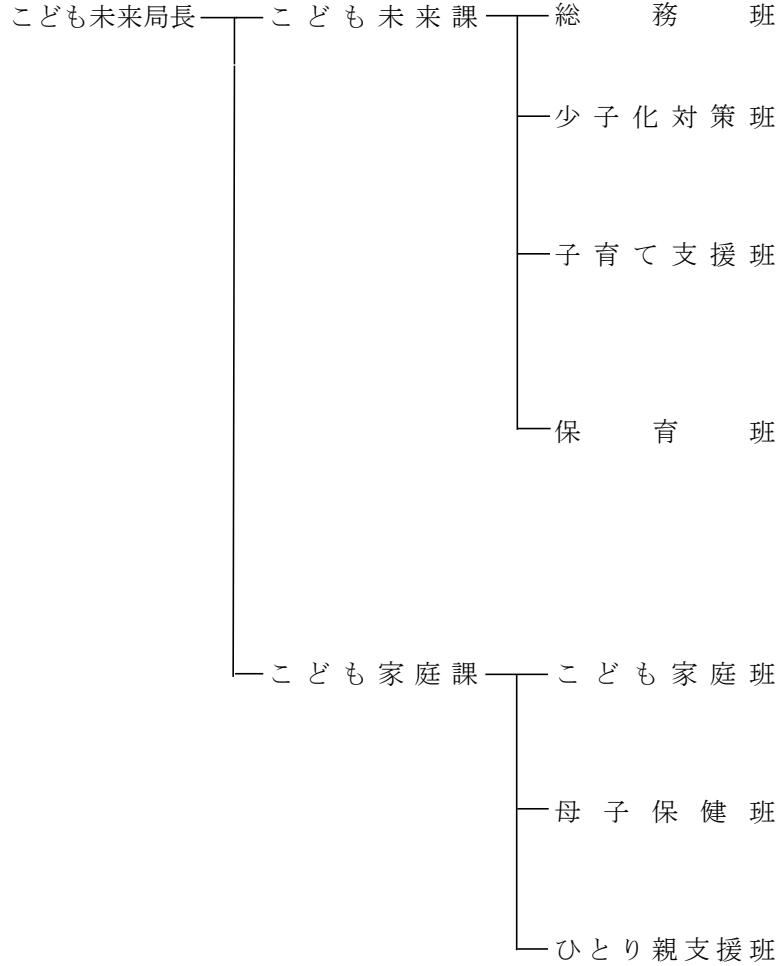 こども未来局長 こども未来課 総務班
少子化対策班
子育て支援班
保育班
こども家庭課 こども家庭班
母子保健班
ひとり親支援班